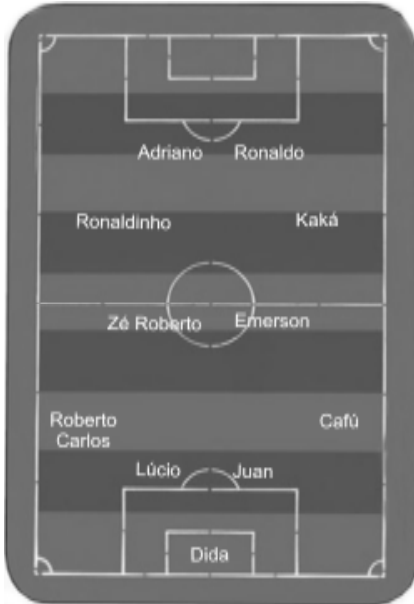 Adriano Ronaldo
Ronaldinho Kaká
Zé Roberto Emerson
Roberto
Carlos
Cafú
Lúcio Juan
Dida